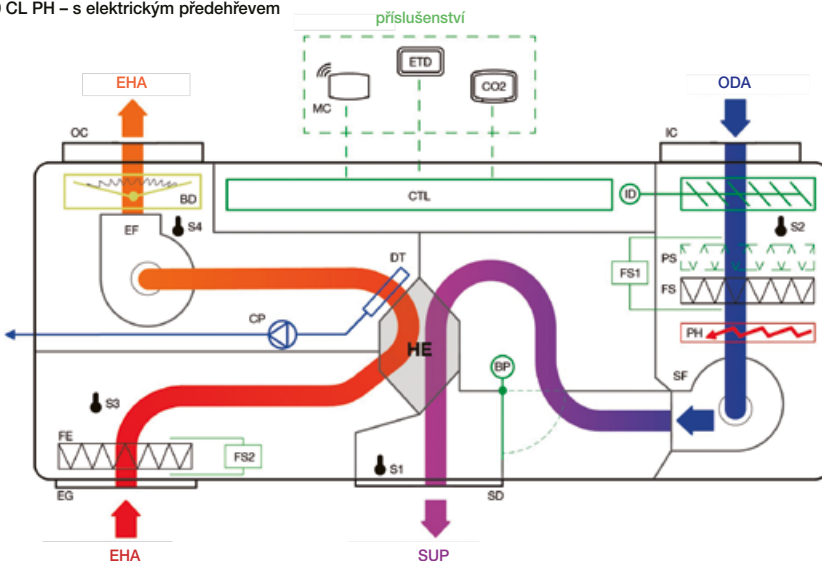 CL PH – s elektrickým předehřevem
příslušenství
ETD
MC
CO2
EHA
ODA
OC
IC
BD
CTL
ID
EF
S4
S2
DT
PS
FS1
FS
CP
HE
PH
BP
SF
S3
FE
FS2
S1
EG
SD
EHA
SUP